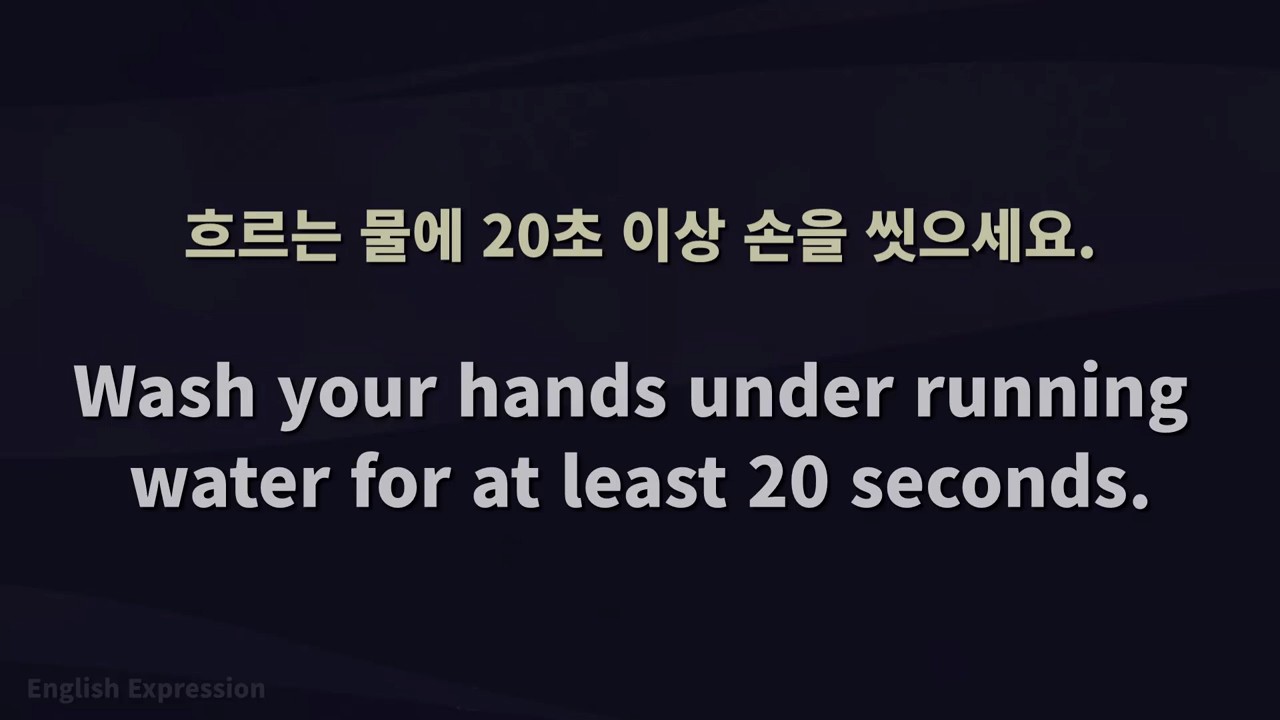 흐르는 물에 20초 이상 손을 씻으세요.
Wash your hands under running
water for at least 20 seconds.
English Expression